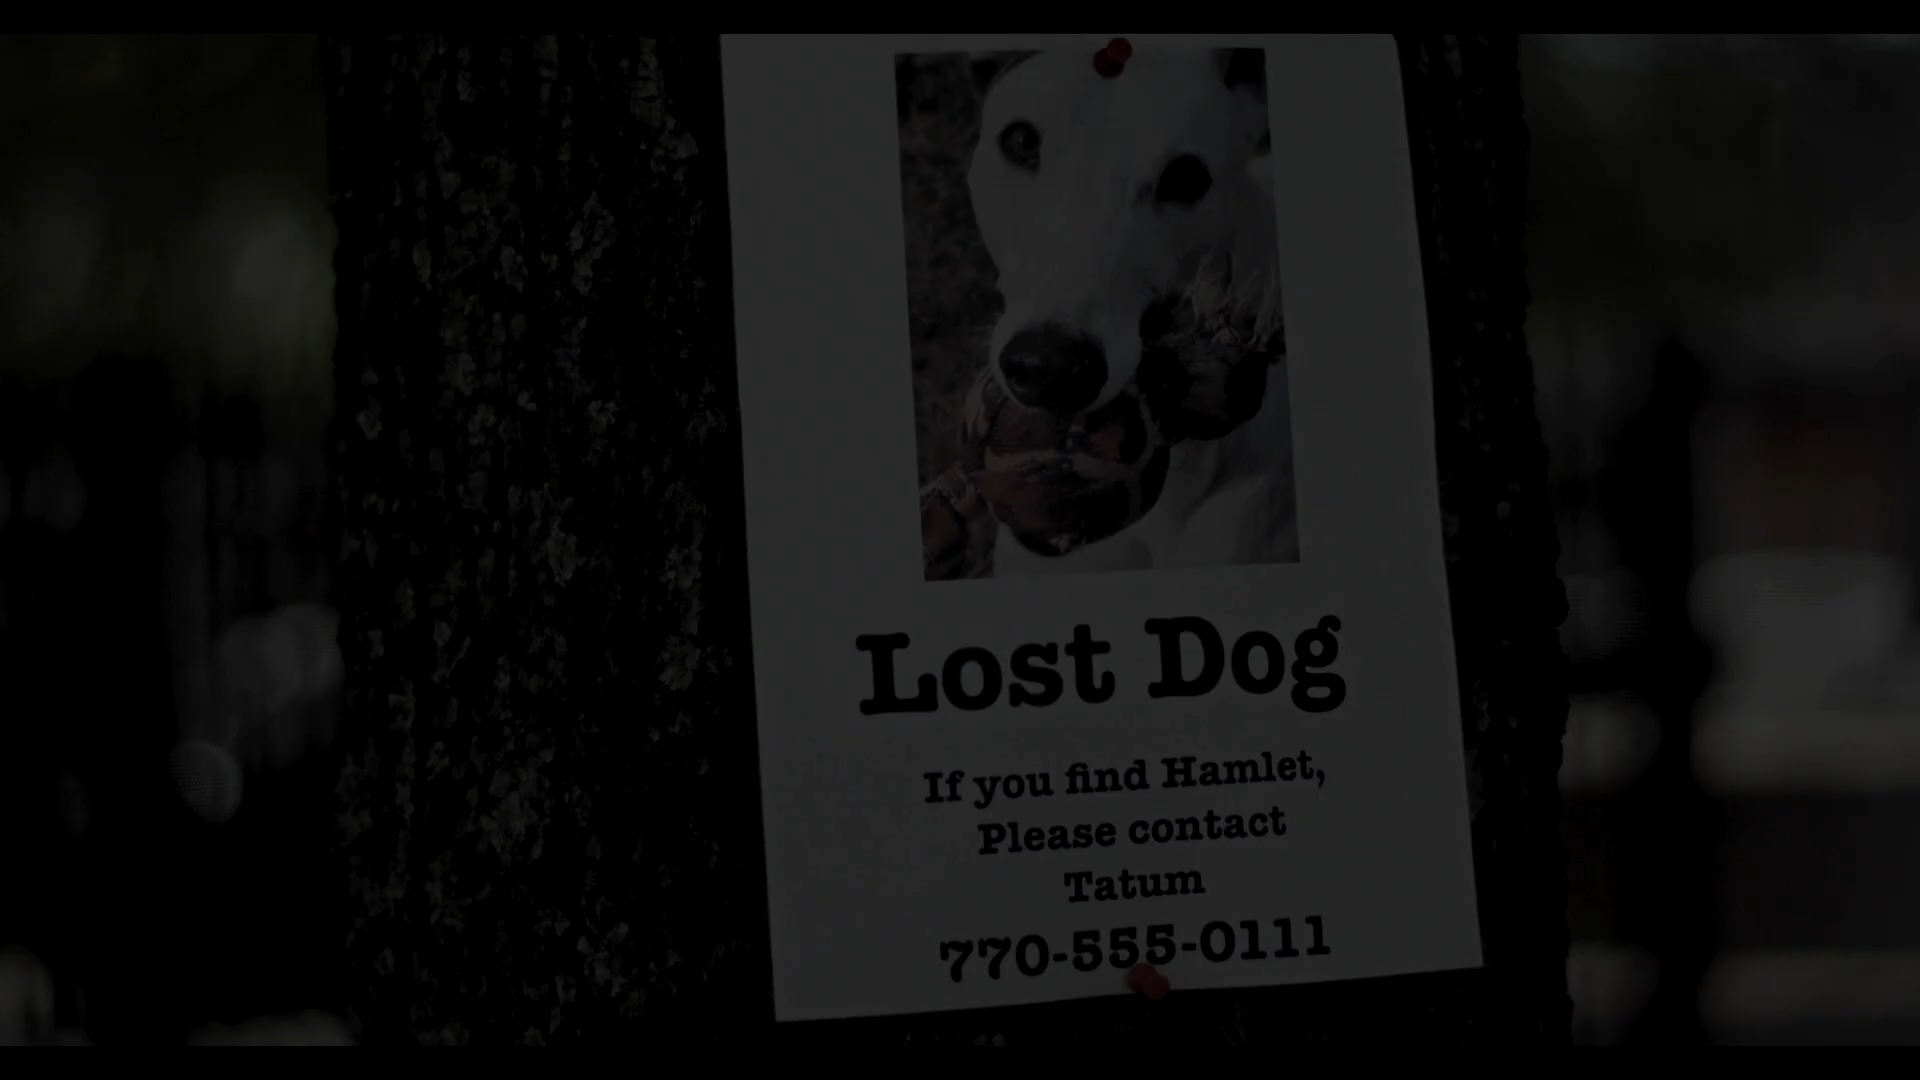 Lost Dog
If you find Hamlet,
Please contact
Tatum
770-555-0111